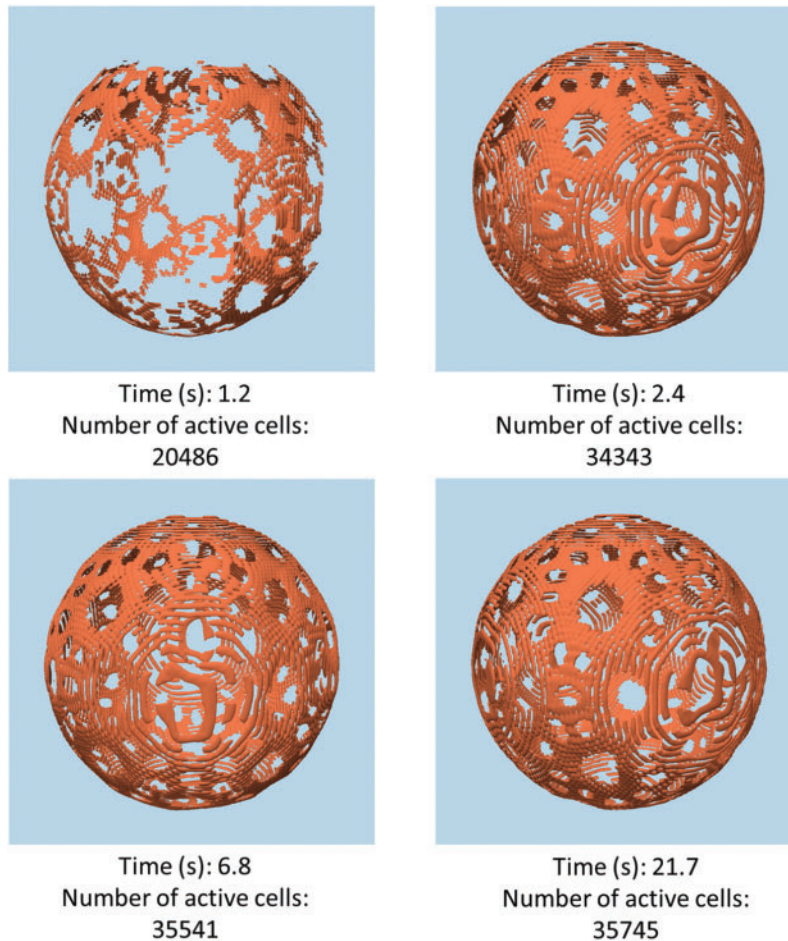 Time (s): 1.2
Number of active cells:
20486
Time (s): 2.4
Number of active cells:
34343
Time (s): 6.8
Number of active cells:
35541
Time (s): 21.7
Number of active cells:
35745